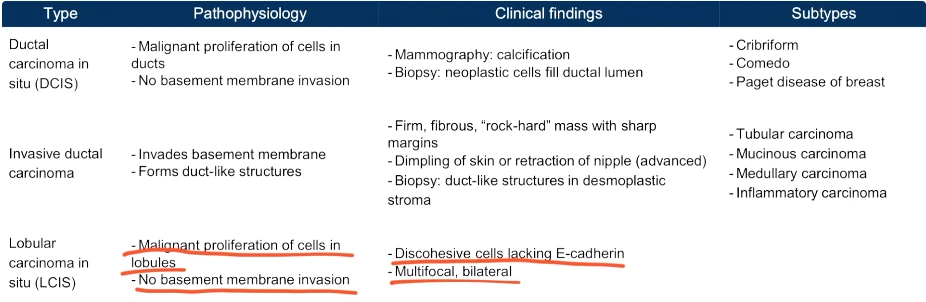 Type Pathophysiology Clinical findings Subtypes
Ductal
carcinoma in
situ (DCIS)
- Malignant proliferation of cells in
ducts
- No basement membrane invasion
- Mammography: calcification
- Biopsy: neoplastic cells fill ductal lumen
- Cribriform
- Comedo
- Paget disease of breast
Invasive ductal
carcinoma
- Invades basement membrane
- Forms duct-like structures
- Firm, fibrous, “rock-hard” mass with sharp
margins
- Dimpling of skin or retraction of nipple (advanced)
- Biopsy: duct-like structures in desmoplastic
stroma
- Tubular carcinoma
- Mucinous carcinoma
- Medullary carcinoma
- Inflammatory carcinoma
Lobular
carcinoma in
situ (LCIS)
- Malignant proliferation of cells in
lobules
- No basement membrane invasion
- Discohesive cells lacking E-cadherin
- Multifocal, bilateral